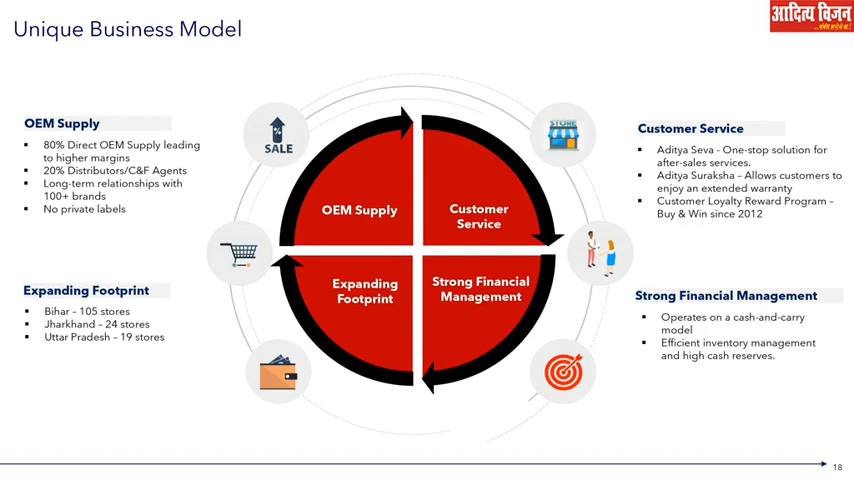 Unique Business Model
आदित्य विजन
OEM Supply
80% Direct OEM Supply leading
to higher margins
20% Distributors/C&F Agents
Long-term relationships with
100+ brands
No private labels
Expanding Footprint
Bihar – 105 stores
Jharkhand – 24 stores
Uttar Pradesh – 19 stores
SALE
STORE
OEM Supply
Customer
Service
Expanding
Footprint
Strong Financial
Management
Customer Service
Aditya Seva - One-stop solution for
after-sales services.
Aditya Suraksha – Allows customers to
enjoy an extended warranty
Customer Loyalty Reward Program –
Buy & Win since 2012
Strong Financial Management
Operates on a cash-and-carry
model
Efficient inventory management
and high cash reserves.
18